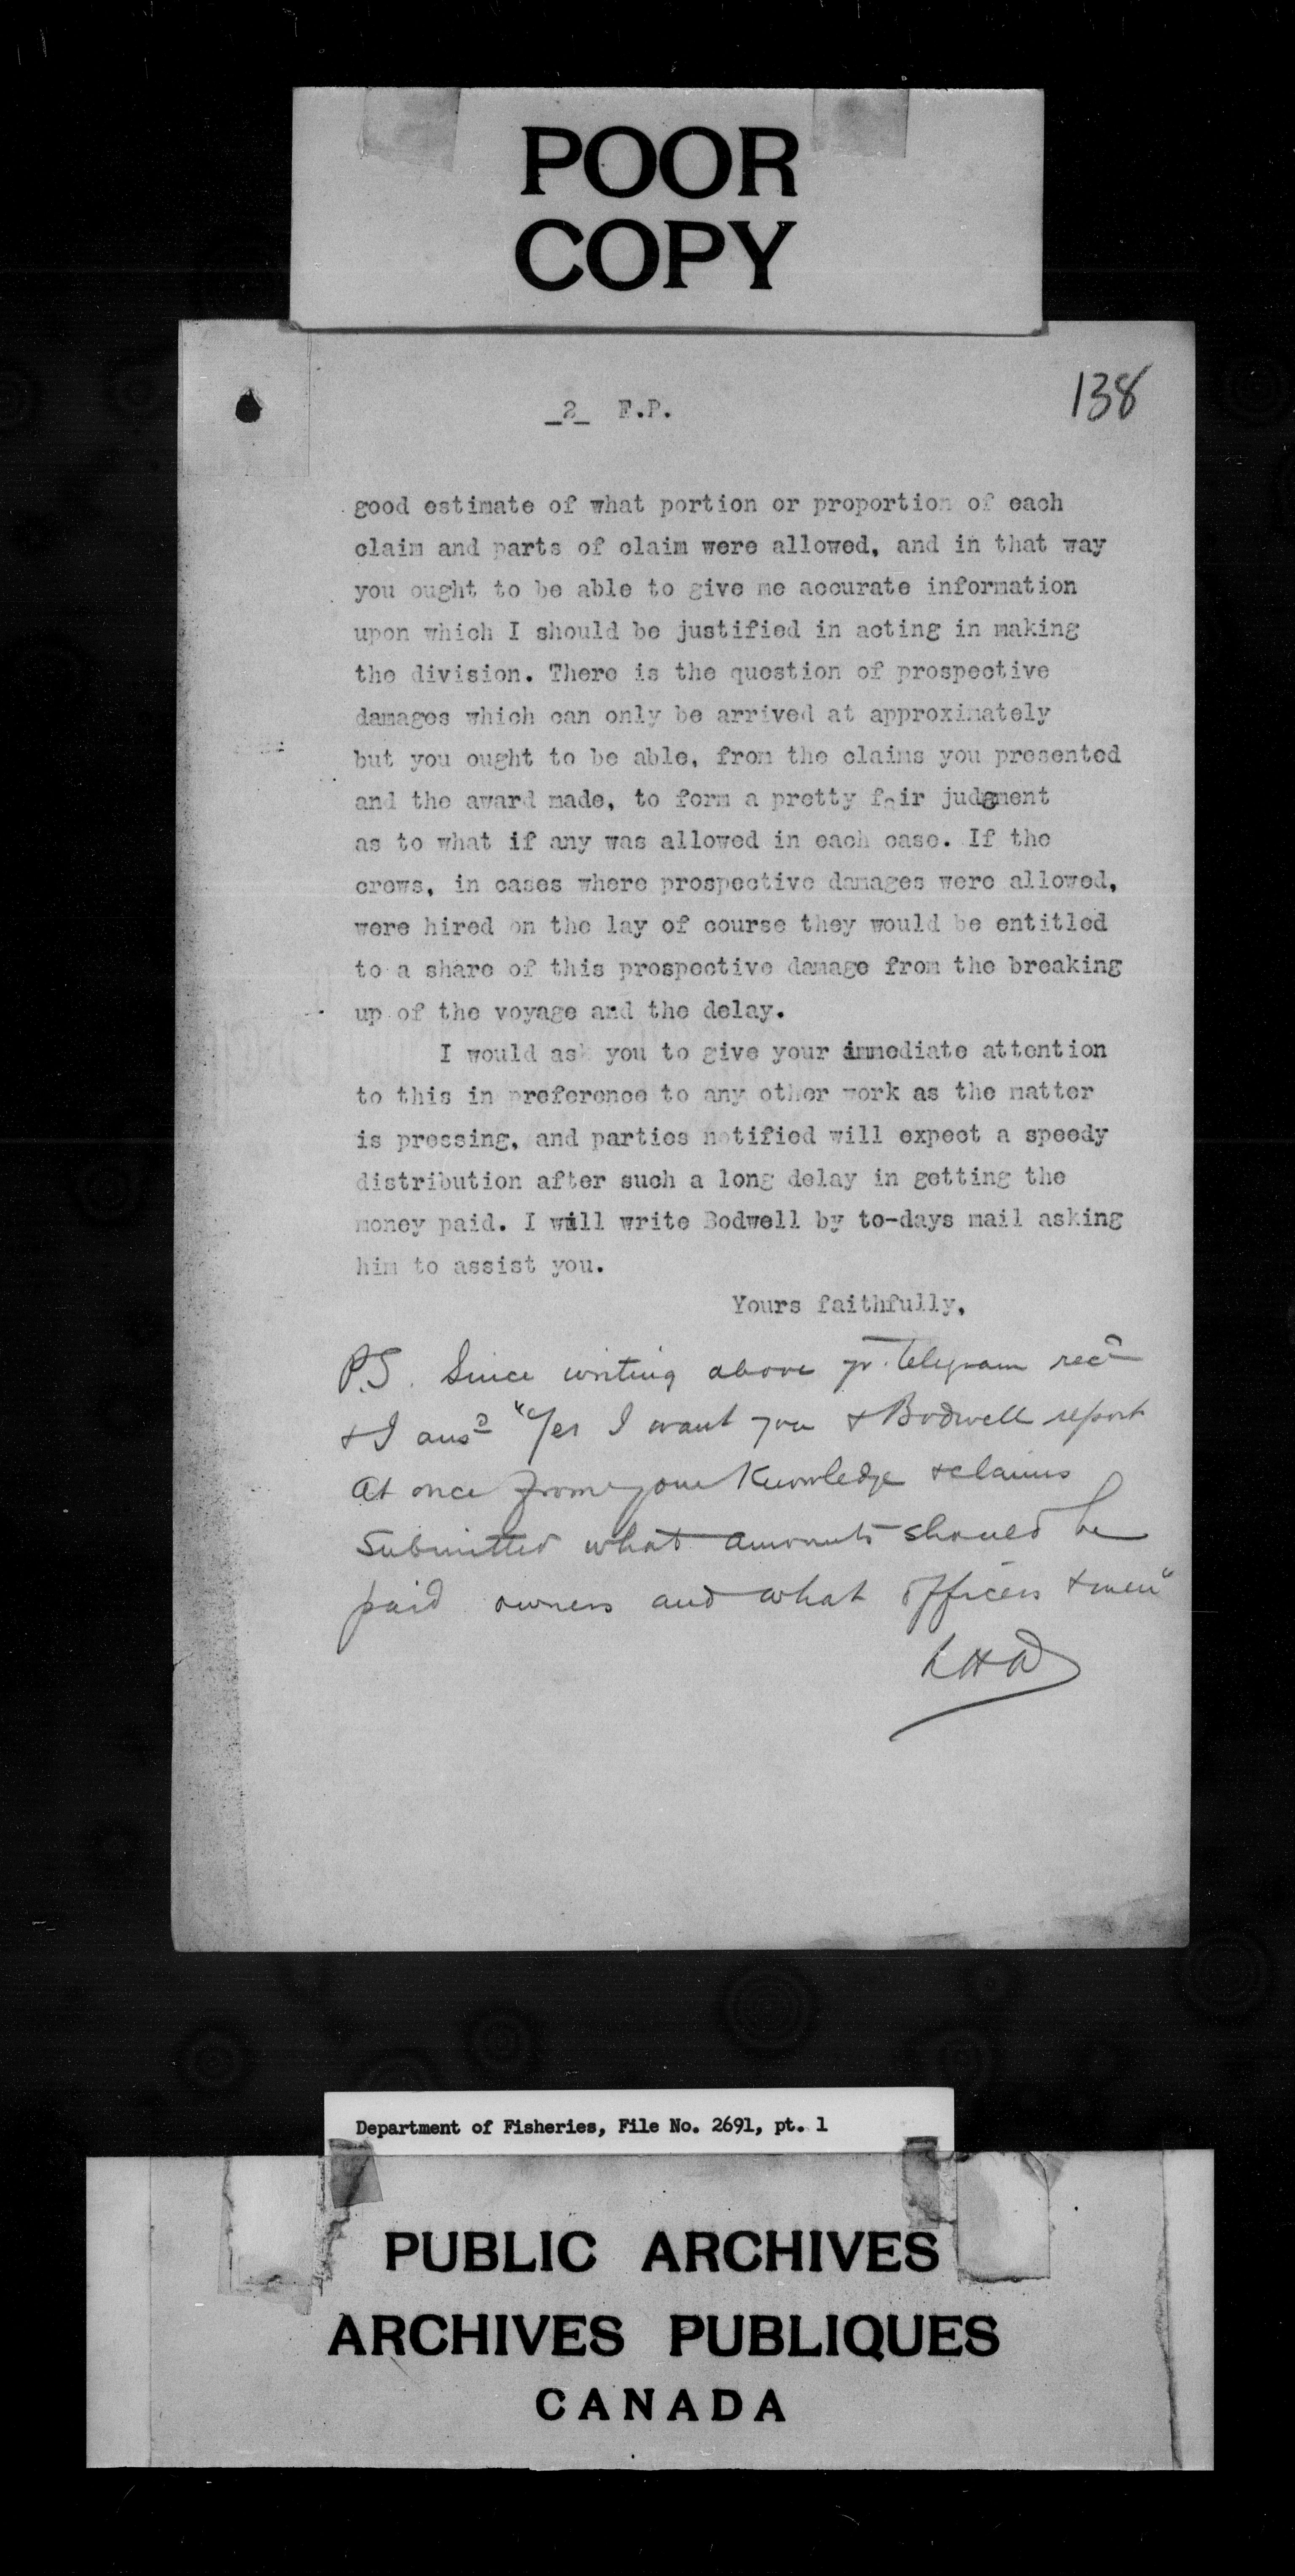 POOR
COPY
138
_2_ F.P.
good estimate of what portion or proportion of each
claim and parts of claim were allowed, and in that way
you ought to be able to give me accurate information
upon which I should be justified in acting in making
the division. There is the question of prospective
damages which can only be arrived at approximately
but you ought to be able, from the claims you presented
and the award made, to form a pretty fair judgment
as to what if any was allowed in each case. If the
crews, in cases where prospective damages were allowed,
were hired on the lay of course they would be entitled
to a share of this prospective damage from the breaking
up of the voyage and the delay.
I would ask you to give your immediate attention
to this in preference to any other work as the matter
is pressing, and parties notified will expect a speedy
distribution after such a long delay in getting the
money paid. I will write Bodwell by to-days mail asking
him to assist you.
Yours faithfully,
P.S. Since writing above yr. telegram recd
& I ansd "Yes I want you & Bodwell report
at once from your knowledge & claims
submitted what amounts should be
paid owners and what officers & men"
LHD
Department of Fisheries, File No. 2691, pt. 1
PUBLIC ARCHIVES
ARCHIVES PUBLIQUES
CANADA